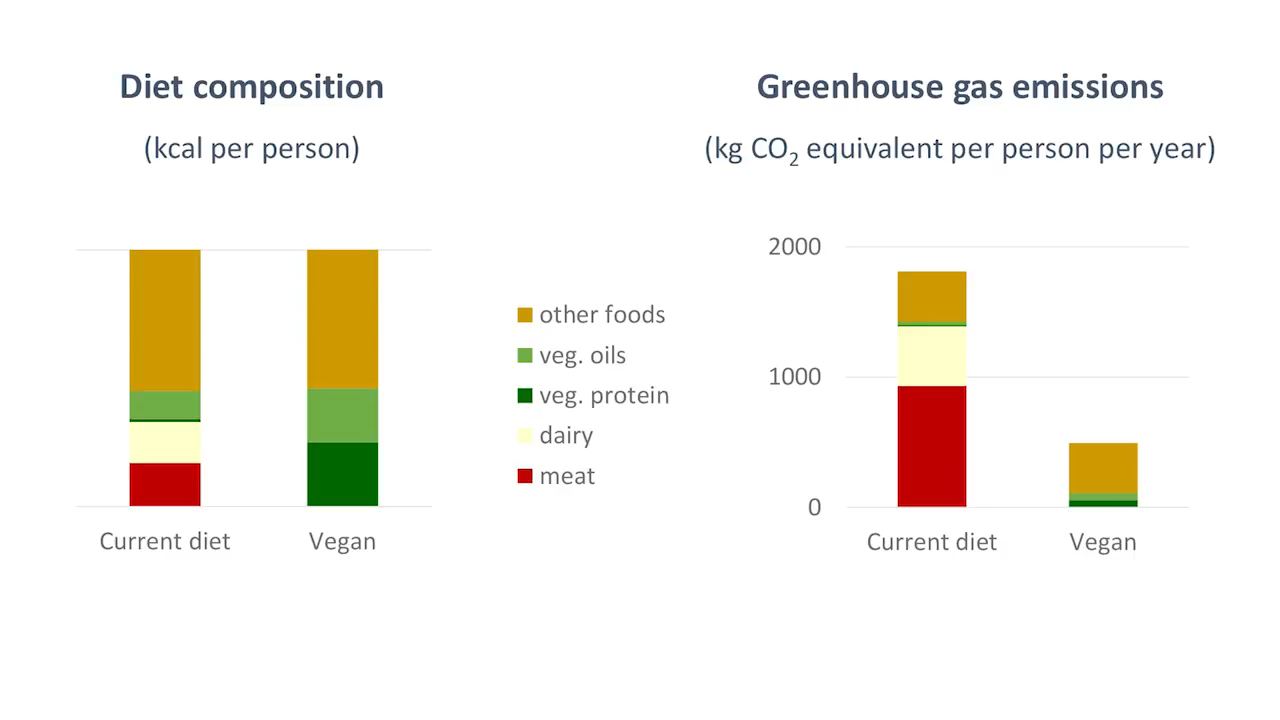 Diet composition
(kcal per person)
Current diet
Vegan
other foods
veg. oils
veg. protein
dairy
meat
Greenhouse gas emissions
(kg CO₂ equivalent per person per year)
2000
1000
0
Current diet
Vegan